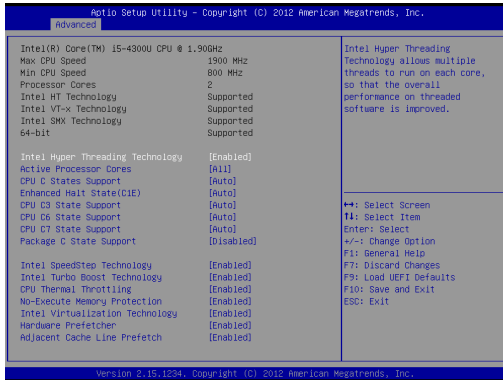 Aptio Setup Utility – Copyright (C) 2012 American Megatrends, Inc.
Advanced
Intel(R) Core(TM) i5-4300U CPU @ 1.90GHz
Max CPU Speed 1900 MHz
Min CPU Speed 800 MHz
Processor Cores 2
Intel HT Technology Supported
Intel VT-x Technology Supported
Intel SMX Technology Supported
64-bit Supported
Intel Hyper Threading Technology [Enabled]
Active Processor Cores [All]
CPU C States Support [Auto]
Enhanced Halt State(C1E) [Auto]
CPU C3 State Support [Auto]
CPU C6 State Support [Auto]
CPU C7 State Support [Auto]
Package C State Support [Disabled]
Intel SpeedStep Technology [Enabled]
Intel Turbo Boost Technology [Enabled]
CPU Thermal Throttling [Enabled]
No-Execute Memory Protection [Enabled]
Intel Virtualization Technology [Enabled]
Hardware Prefetcher [Enabled]
Adjacent Cache Line Prefetch [Enabled]
Intel Hyper Threading
Technology allows multiple
threads to run on each core,
so that the overall
performance on threaded
software is improved.
↔: Select Screen
↑↓: Select Item
Enter: Select
+/-: Change Option
F1: General Help
F7: Discard Changes
F9: Load UEFI Defaults
F10: Save and Exit
ESC: Exit
Version 2.15.1234. Copyright (C) 2012 American Megatrends, Inc.